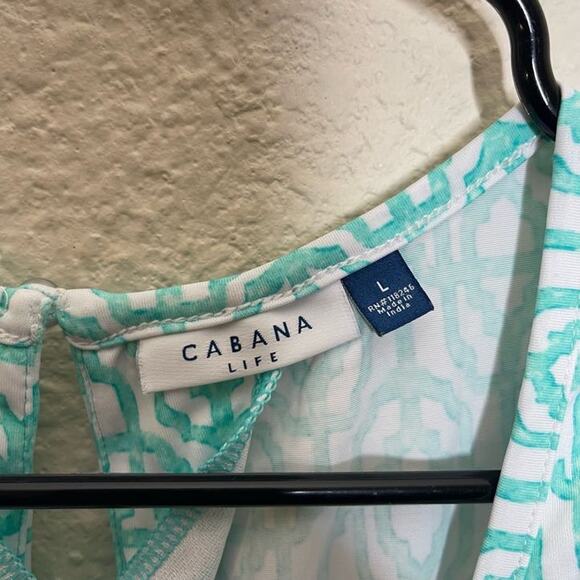 CABANA
LIFE
L
RN#118246
Made in
India